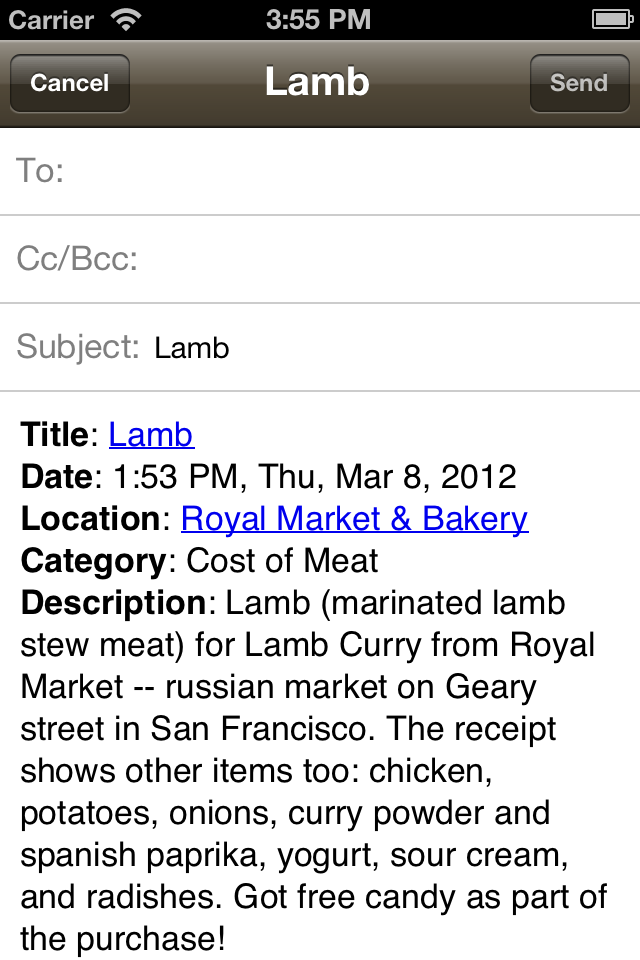 Carrier 3:55 PM
Cancel Lamb Send
To:
Cc/Bcc:
Subject: Lamb
Title: Lamb
Date: 1:53 PM, Thu, Mar 8, 2012
Location: Royal Market & Bakery
Category: Cost of Meat
Description: Lamb (marinated lamb
stew meat) for Lamb Curry from Royal
Market -- russian market on Geary
street in San Francisco. The receipt
shows other items too: chicken,
potatoes, onions, curry powder and
spanish paprika, yogurt, sour cream,
and radishes. Got free candy as part of
the purchase!